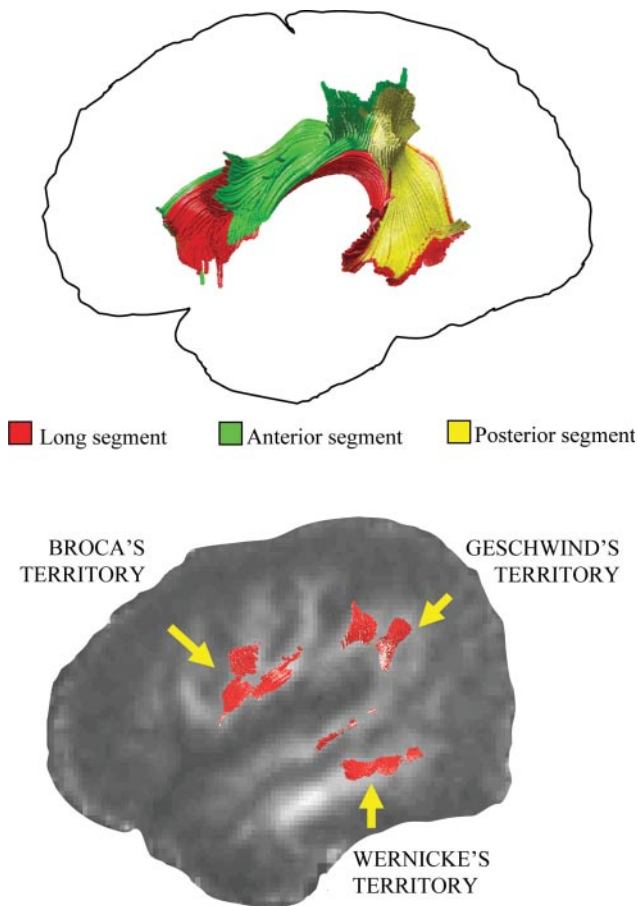 Long segment
Anterior segment
Posterior segment
BROCA'S
TERRITORY
GESCHWIND'S
TERRITORY
WERNICKE'S
TERRITORY